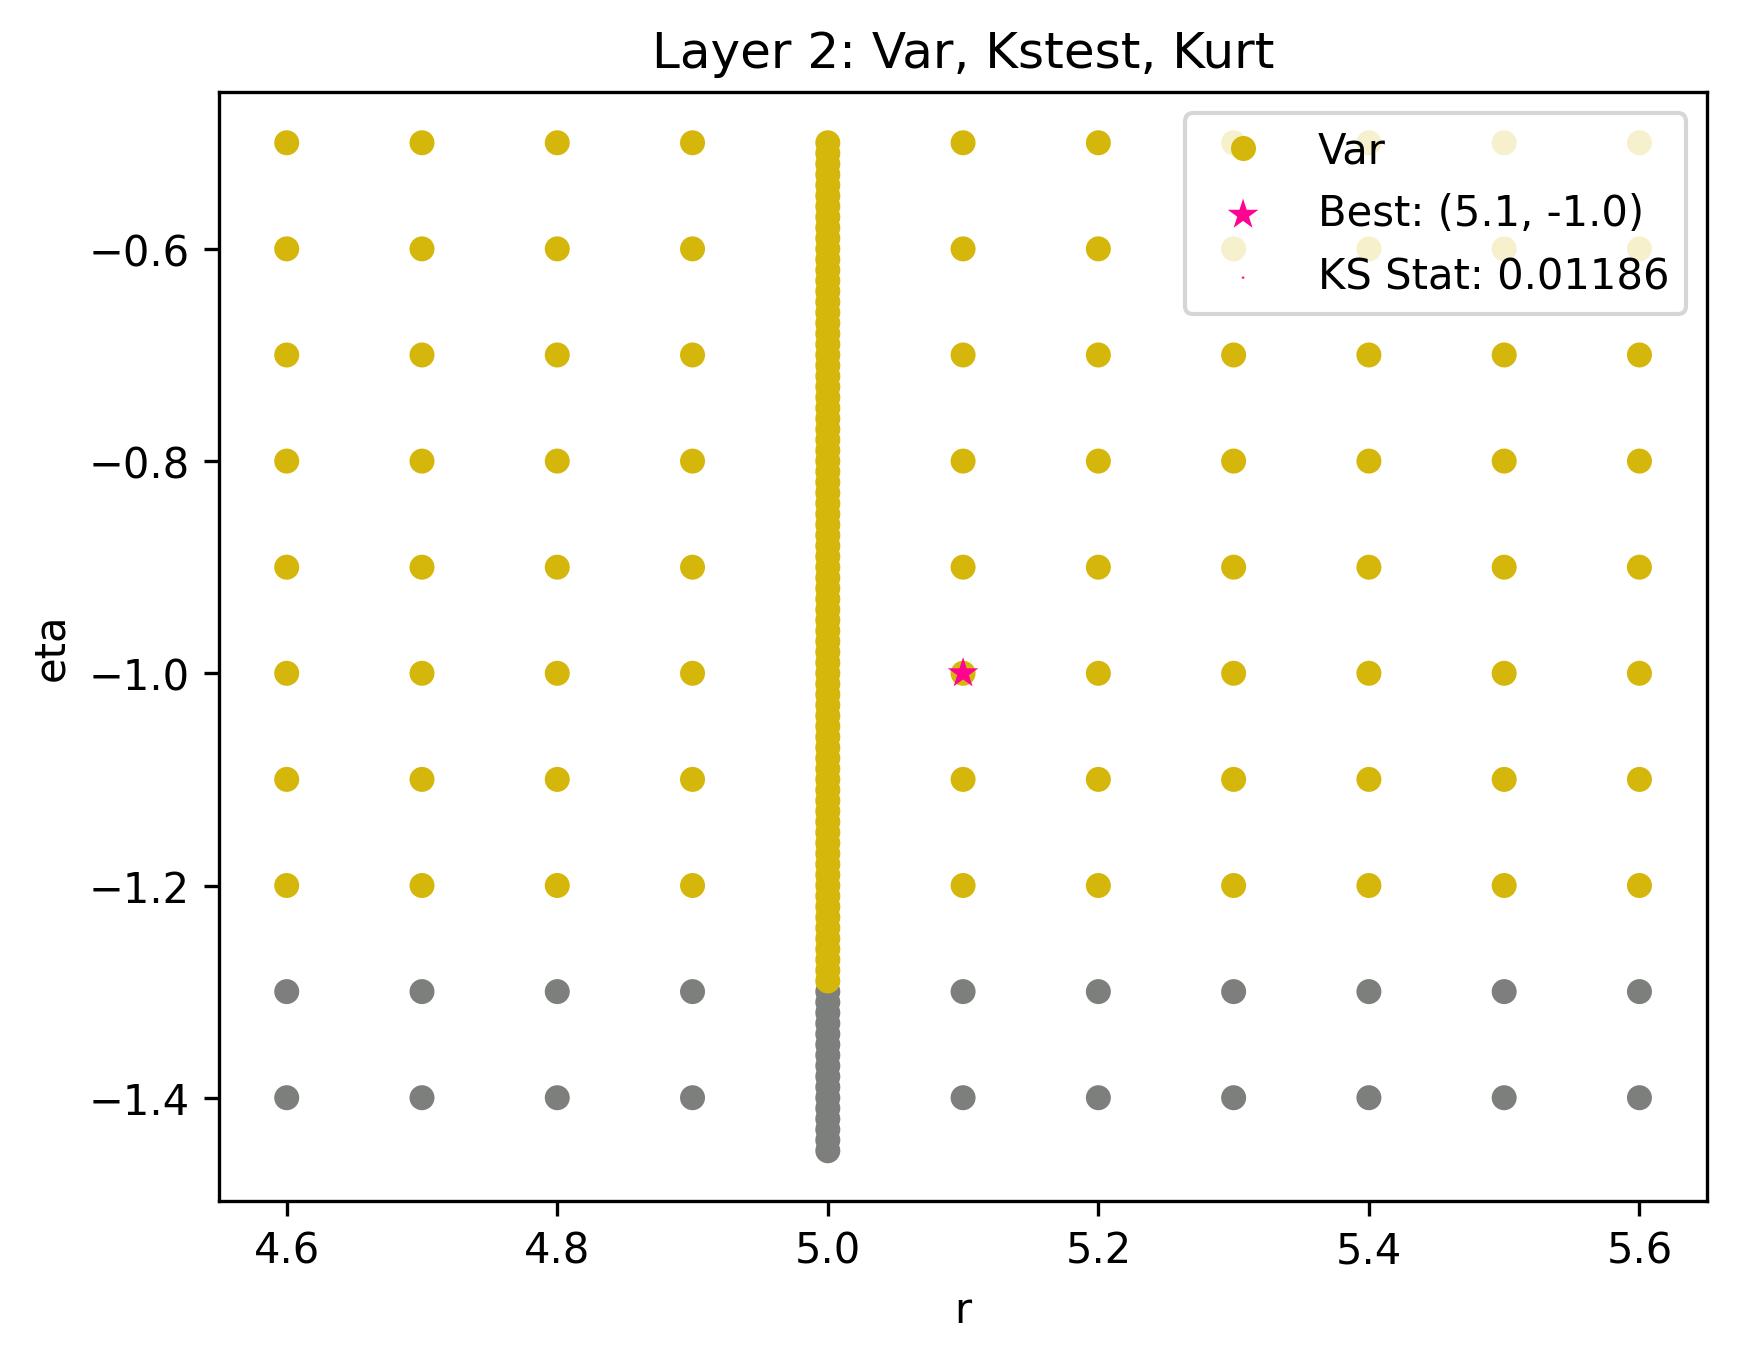 Layer 2: Var, Kstest, Kurt
Var
Best: (5.1, -1.0)
KS Stat: 0.01186
−0.6
−0.8
−1.0
−1.2
−1.4
eta
4.6 4.8 5.0 5.2 5.4 5.6
r